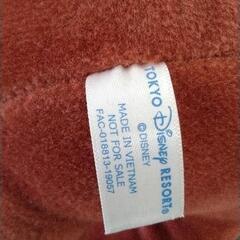 TOKYO Disney RESORT®
© DISNEY
MADE IN VIETNAM
NOT FOR SALE
FAC-018813-19057